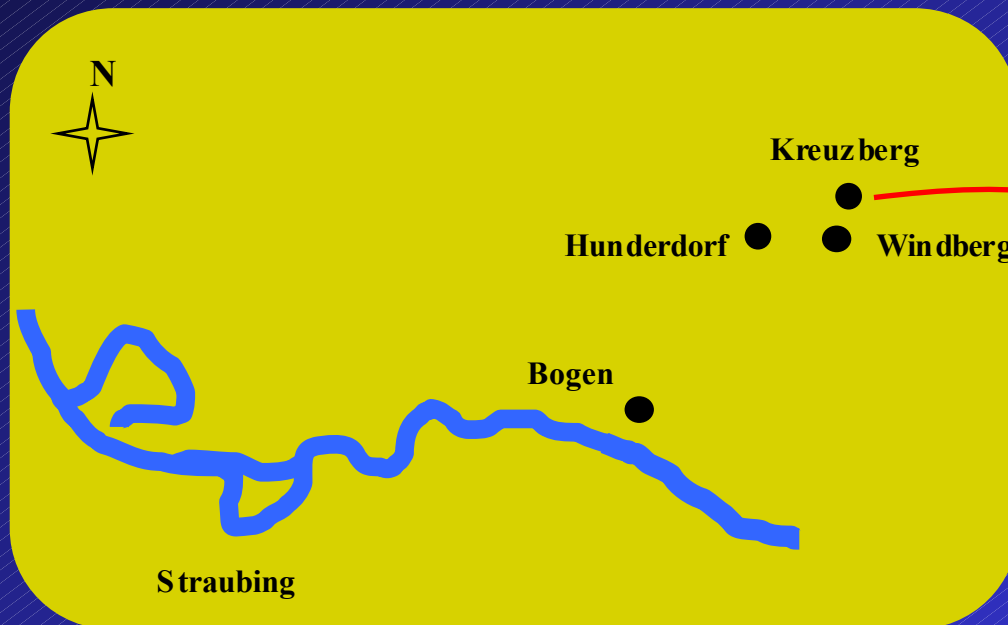 N
Kreuzberg
Hunderdorf
Windberg
Bogen
Straubing